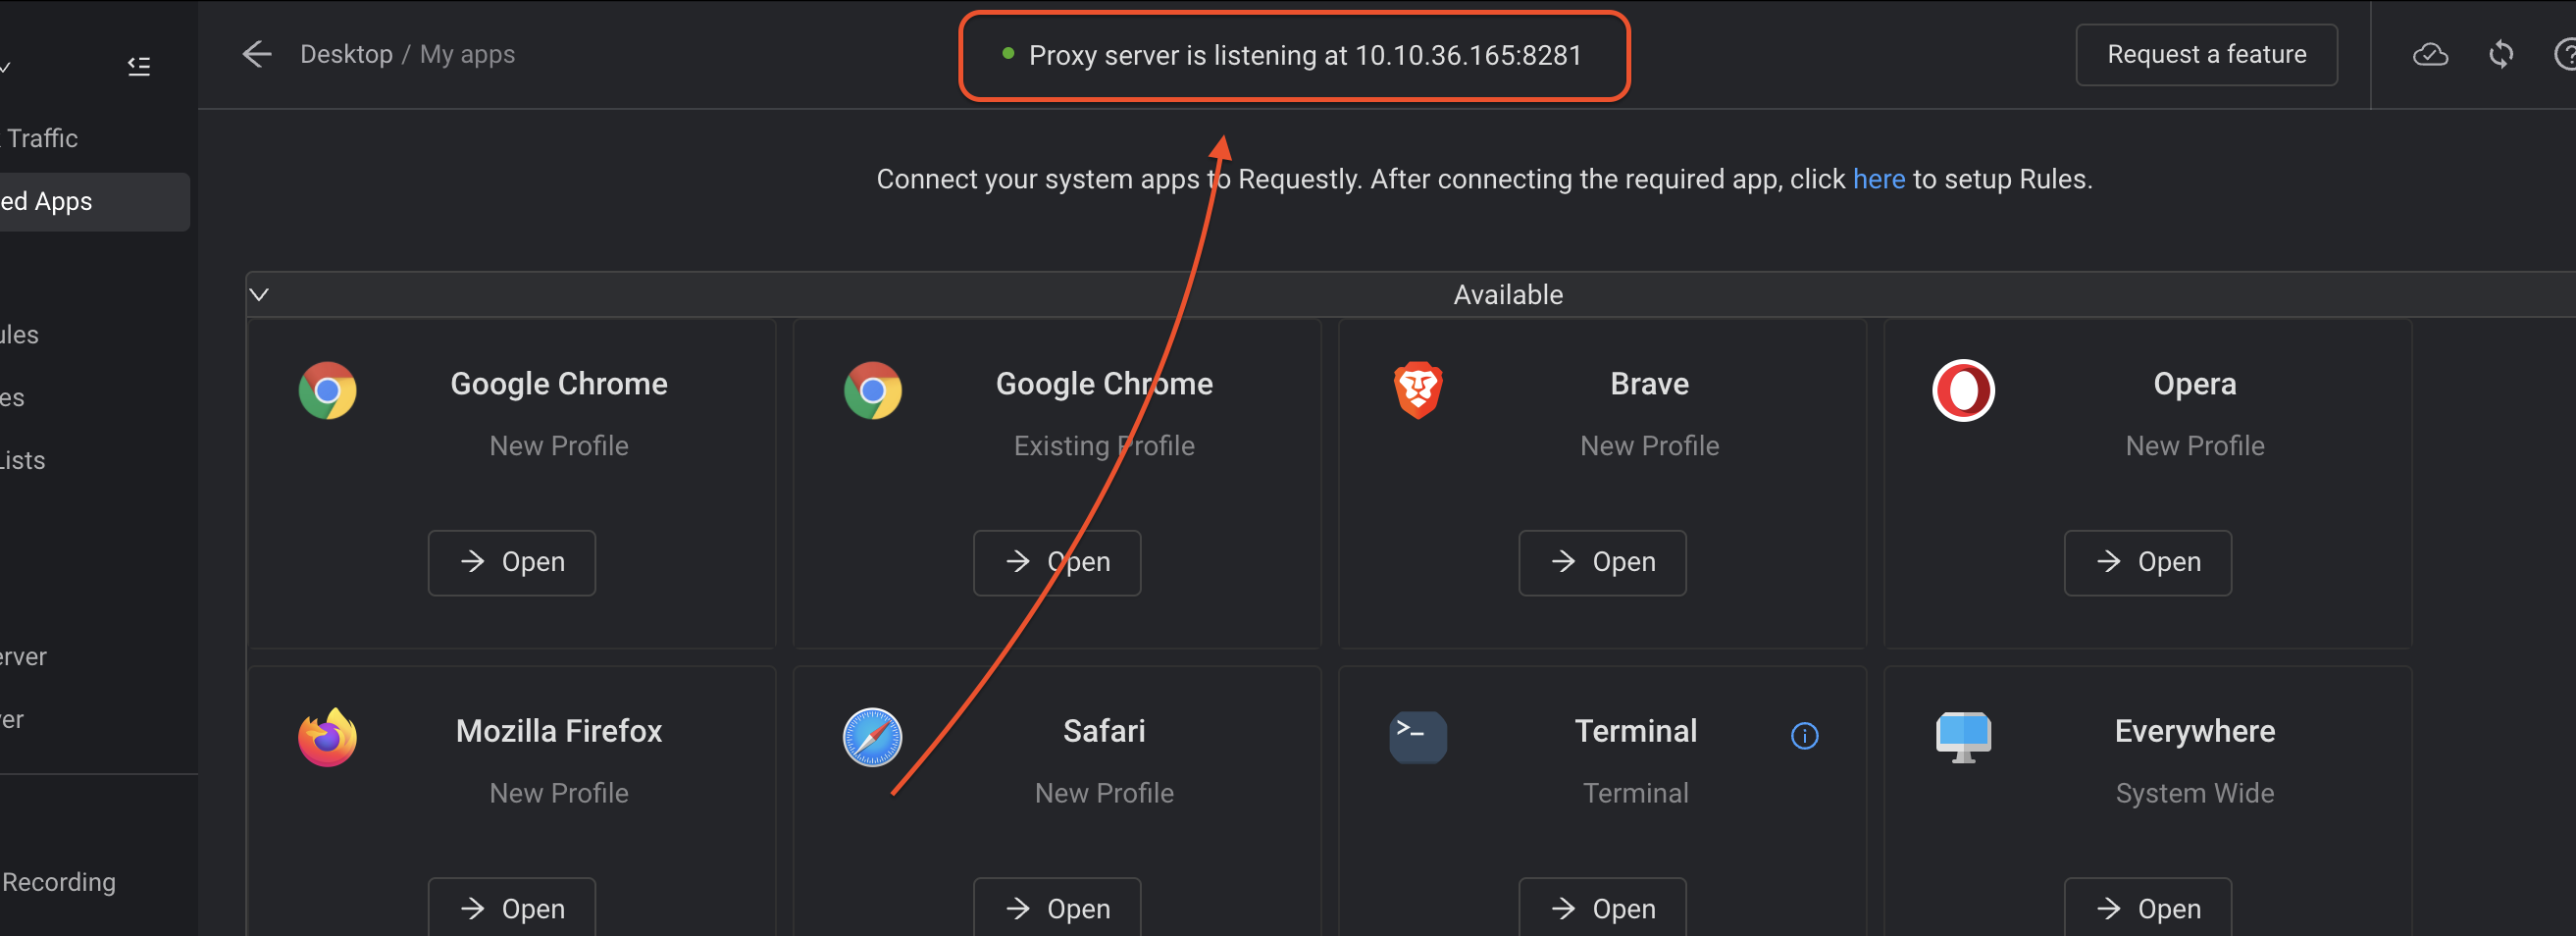 Desktop / My apps
Proxy server is listening at 10.10.36.165:8281
Request a feature
Traffic
ed Apps
ules
es
Lists
erver
ver
Recording
Connect your system apps to Requestly. After connecting the required app, click here to setup Rules.
Available
Google Chrome
New Profile
Open
Google Chrome
Existing Profile
Open
Brave
New Profile
Open
Opera
New Profile
Open
Mozilla Firefox
New Profile
Open
Safari
New Profile
Open
Terminal
Terminal
Open
Everywhere
System Wide
Open